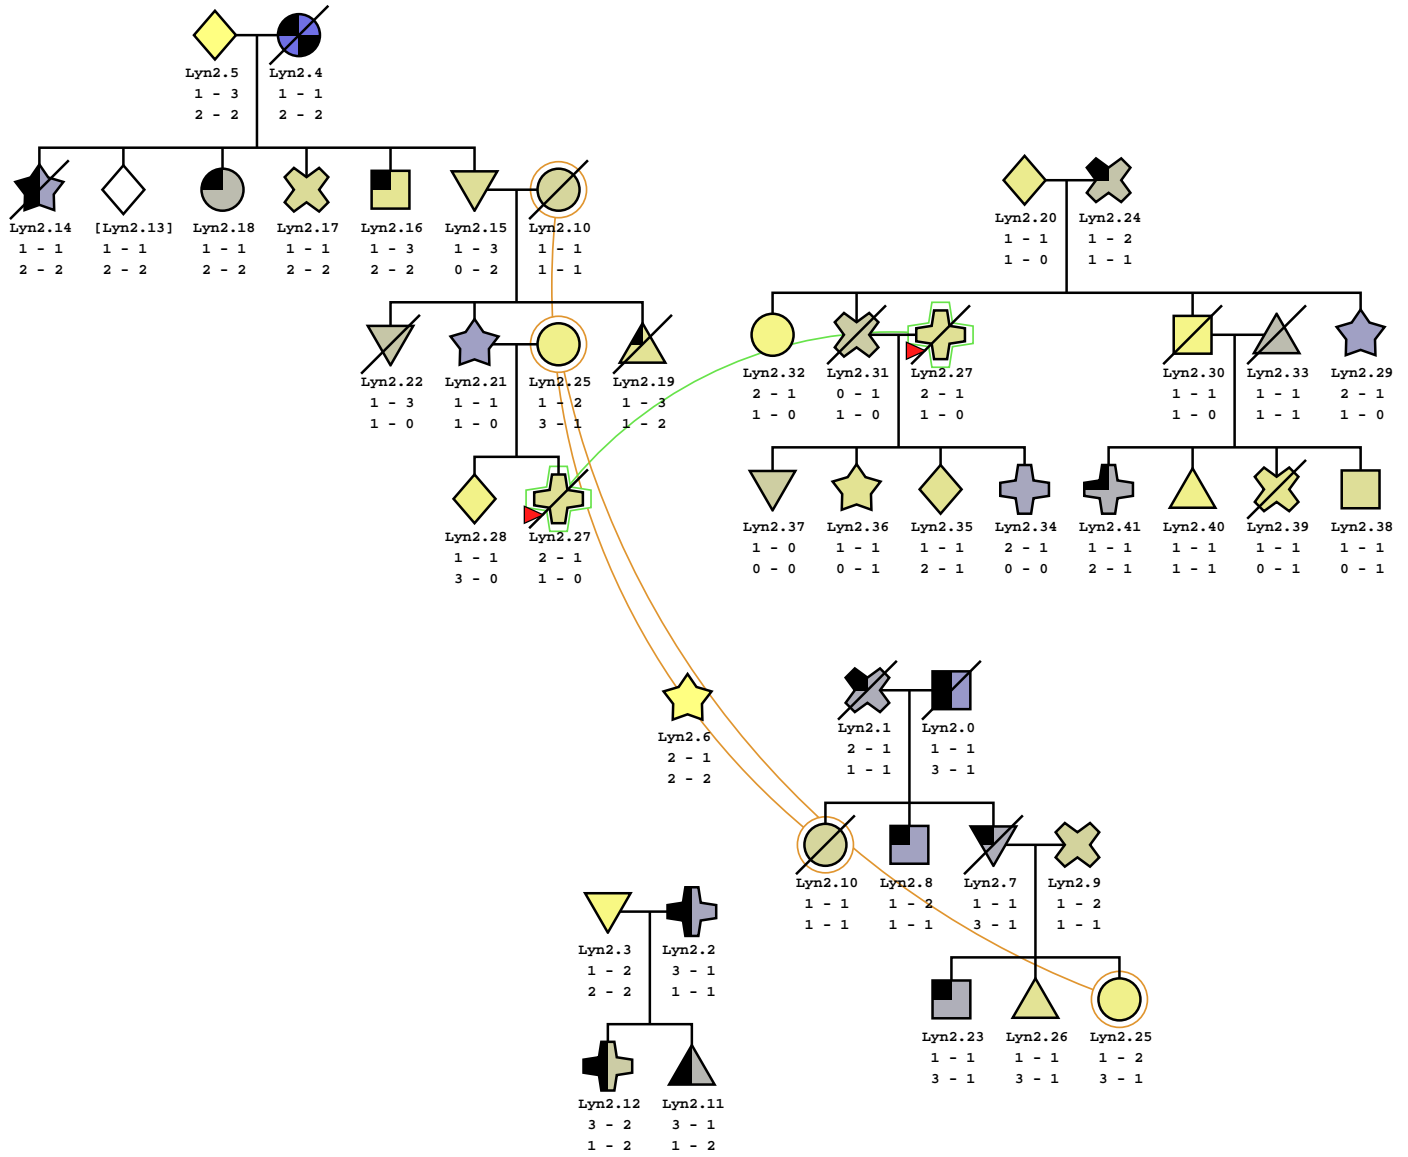 Lyn2.5 Lyn2.4
1 - 3 1 - 1
2 - 2 2 - 2
Lyn2.14 [Lyn2.13] Lyn2.18 Lyn2.17 Lyn2.16 Lyn2.15 Lyn2.10
1 - 1 1 - 1 1 - 1 1 - 1 1 - 3 1 - 3 1 - 1
2 - 2 2 - 2 2 - 2 2 - 2 2 - 2 0 - 2 1 - 1
Lyn2.20 Lyn2.24
1 - 1 1 - 2
1 - 0 1 - 1
Lyn2.22 Lyn2.21 Lyn2.25 Lyn2.19
1 - 3 1 - 1 1 - 2 1 - 3
1 - 0 1 - 0 3 - 1 1 - 2
Lyn2.32 Lyn2.31 Lyn2.27 Lyn2.30 Lyn2.33 Lyn2.29
2 - 1 0 - 1 2 - 1 1 - 1 1 - 1 2 - 1
1 - 0 1 - 0 1 - 0 1 - 0 1 - 1 1 - 0
Lyn2.28 Lyn2.27
1 - 1 2 - 1
3 - 0 1 - 0
Lyn2.37 Lyn2.36 Lyn2.35 Lyn2.34 Lyn2.41 Lyn2.40 Lyn2.39 Lyn2.38
1 - 0 1 - 1 1 - 1 2 - 1 1 - 1 1 - 1 1 - 1 1 - 1
0 - 0 0 - 1 2 - 1 0 - 0 2 - 1 1 - 1 0 - 1 0 - 1
Lyn2.6
2 - 1
2 - 2
Lyn2.1 Lyn2.0
2 - 1 1 - 1
1 - 1 3 - 1
Lyn2.10 Lyn2.8 Lyn2.7 Lyn2.9
1 - 1 1 - 2 1 - 1 1 - 2
1 - 1 1 - 1 3 - 1 1 - 1
Lyn2.3 Lyn2.2
1 - 2 3 - 1
2 - 2 1 - 1
Lyn2.23 Lyn2.26 Lyn2.25
1 - 1 1 - 1 1 - 2
3 - 1 3 - 1 3 - 1
Lyn2.12 Lyn2.11
3 - 2 3 - 1
1 - 2 1 - 2